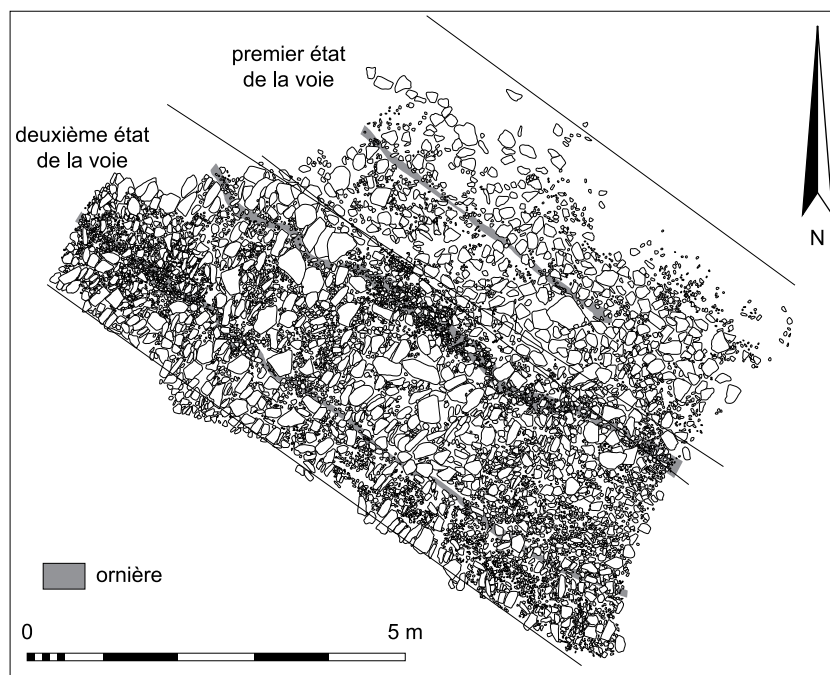 premier état
de la voie
deuxième état
de la voie
N
ornière
0 5 m